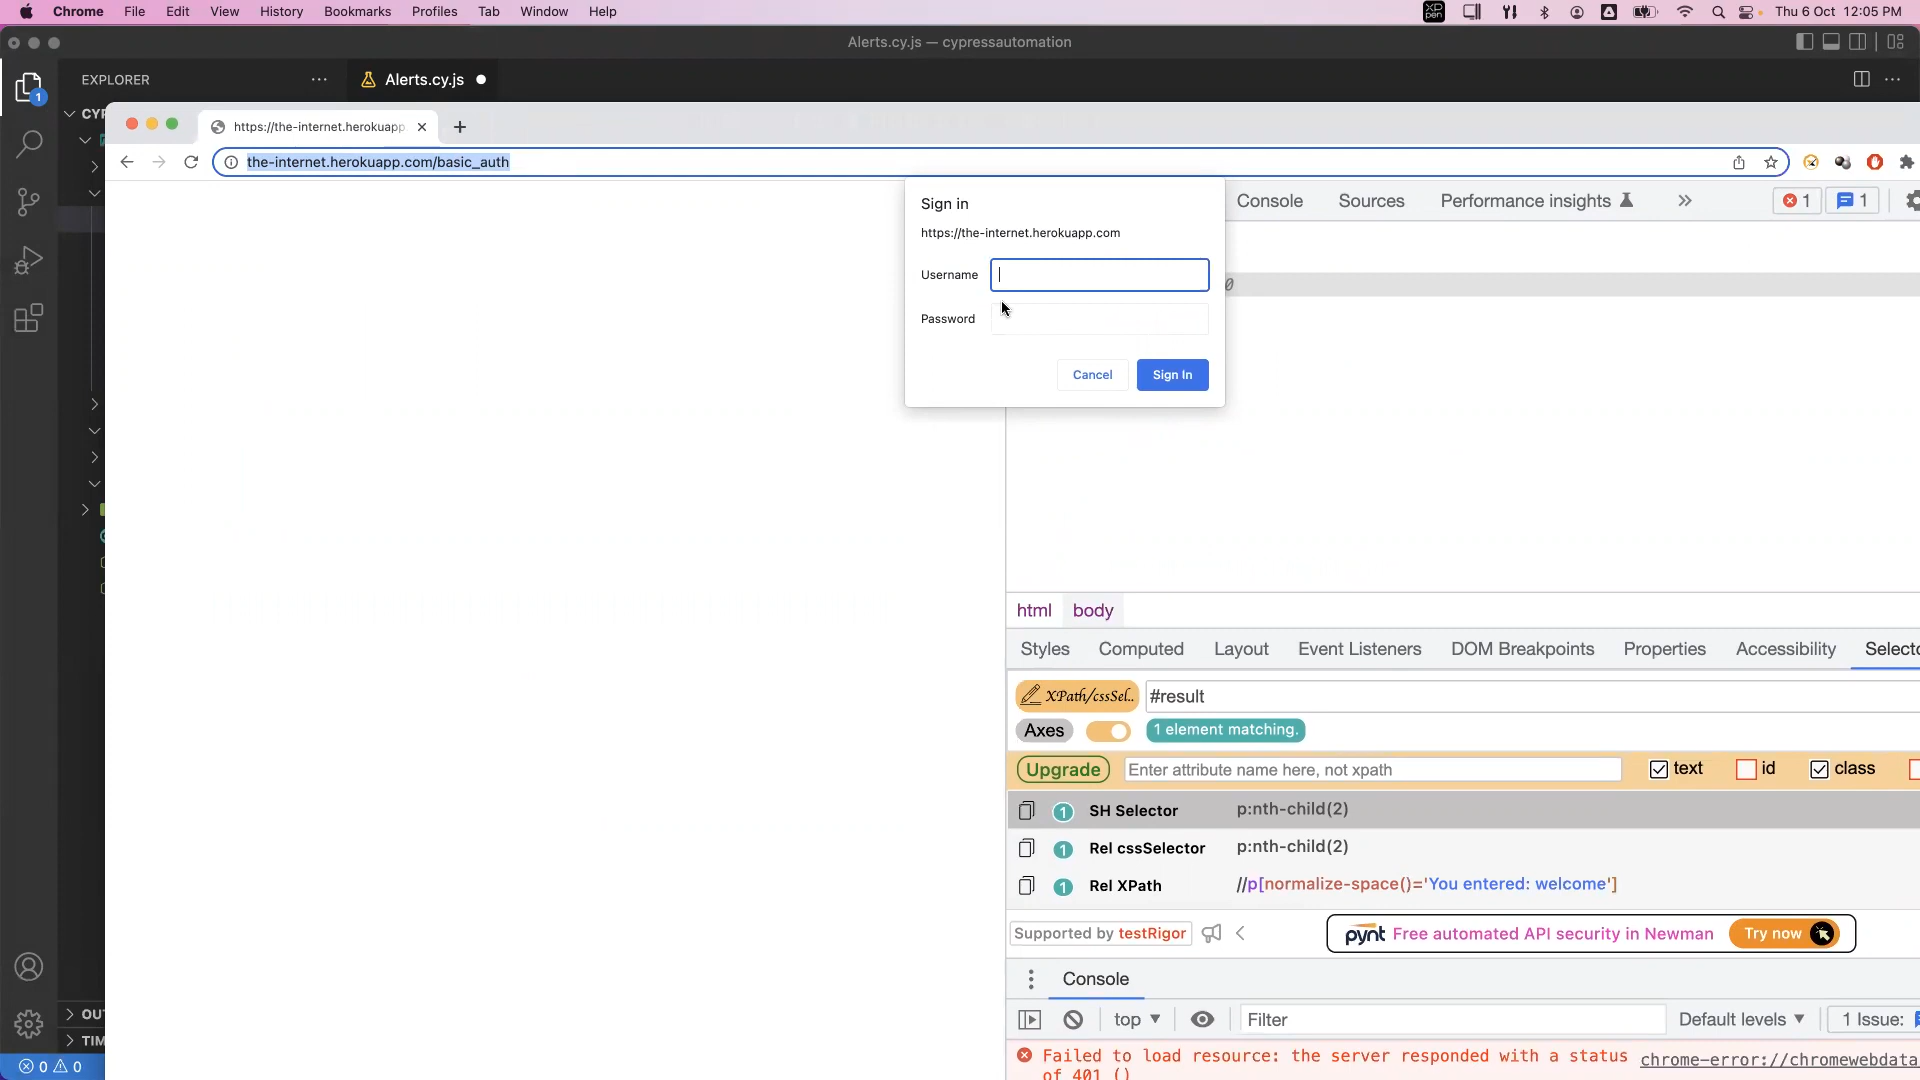 Chrome File Edit View History Bookmarks Profiles Tab Window Help
Thu 6 Oct 12:05 PM
Alerts.cy.js — cypressautomation
EXPLORER
Alerts.cy.js
1
CYP
https://the-internet.herokuapp
the-internet.herokuapp.com/basic_auth
Sign in
https://the-internet.herokuapp.com
Username
Password
Cancel Sign In
Console Sources Performance insights 1 1
0
html body
Styles Computed Layout Event Listeners DOM Breakpoints Properties Accessibility Selecto
XPath/cssSel.. #result
Axes 1 element matching.
Upgrade Enter attribute name here, not xpath text id class
1 SH Selector p:nth-child(2)
1 Rel cssSelector p:nth-child(2)
1 Rel XPath //p[normalize-space()='You entered: welcome']
Supported by testRigor
pynt Free automated API security in Newman Try now
Console
top Filter Default levels 1 Issue:
Failed to load resource: the server responded with a status chrome-error://chromewebdata
of 401 ()
OU
TIM
0 0